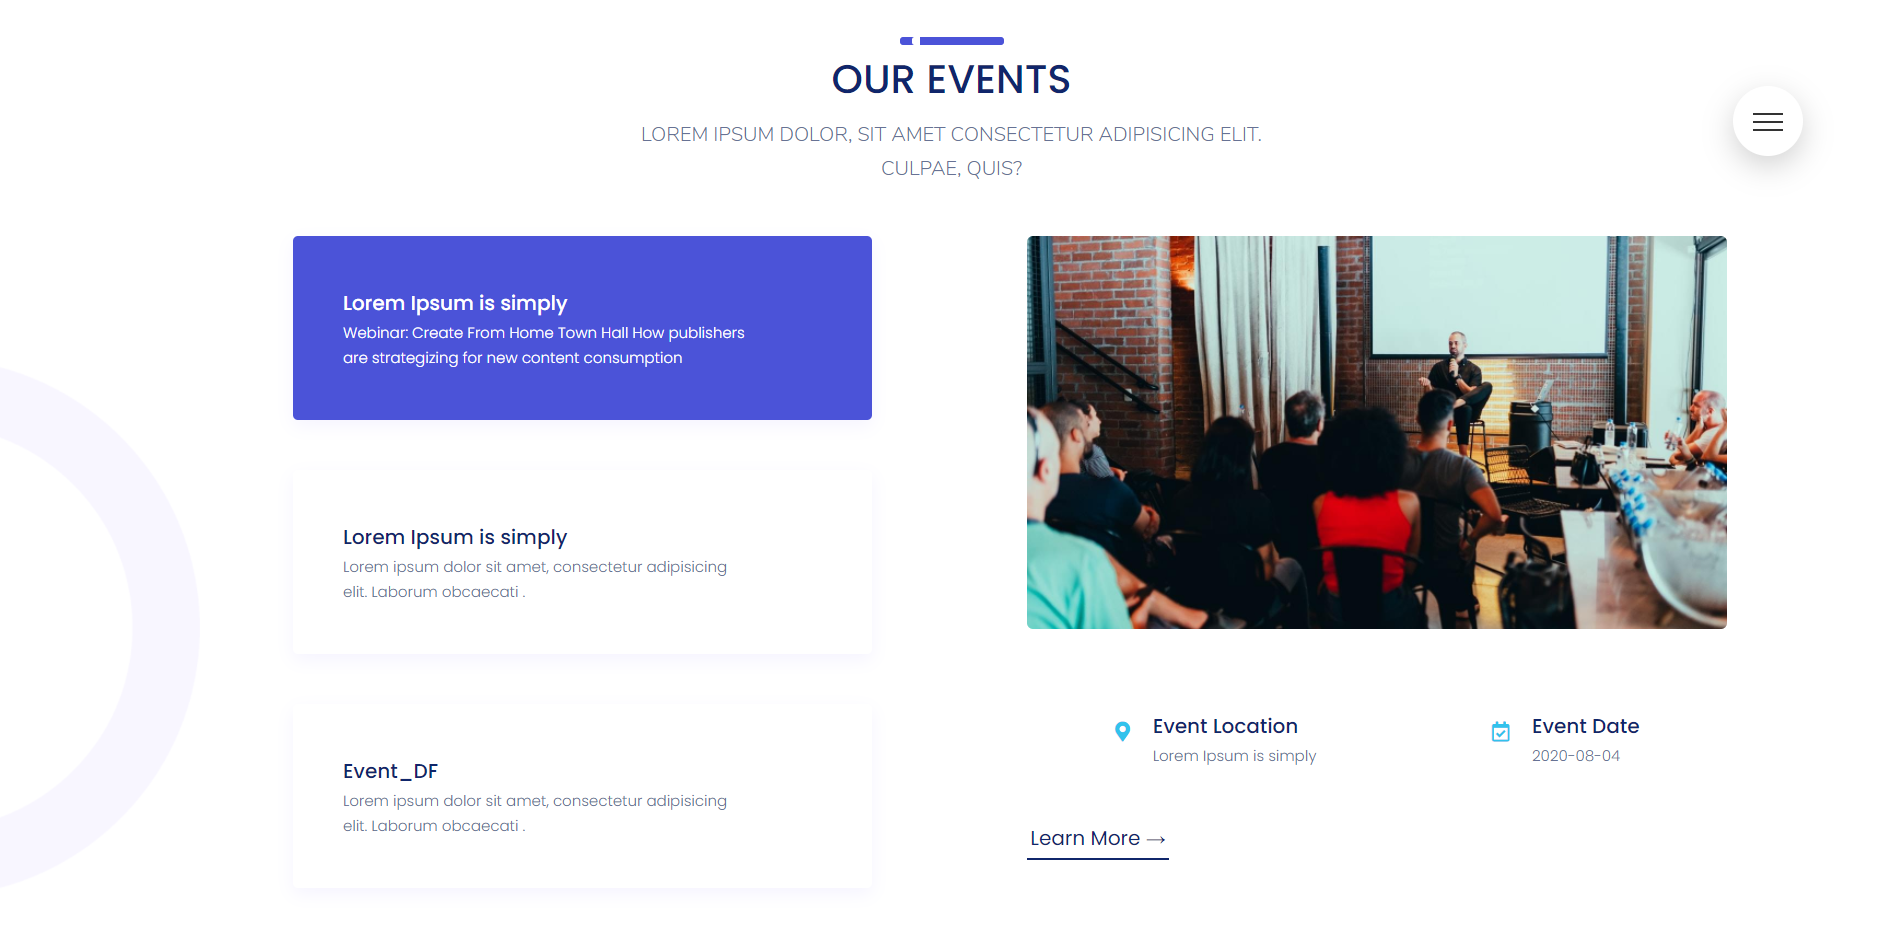 OUR EVENTS
LOREM IPSUM DOLOR, SIT AMET CONSECTETUR ADIPISICING ELIT.
CULPAE, QUIS?
Lorem Ipsum is simply
Webinar: Create From Home Town Hall How publishers
are strategizing for new content consumption
Lorem Ipsum is simply
Lorem ipsum dolor sit amet, consectetur adipisicing
elit. Laborum obcaecati .
Event_DF
Lorem ipsum dolor sit amet, consectetur adipisicing
elit. Laborum obcaecati .
Event Location
Lorem Ipsum is simply
Event Date
2020-08-04
Learn More →